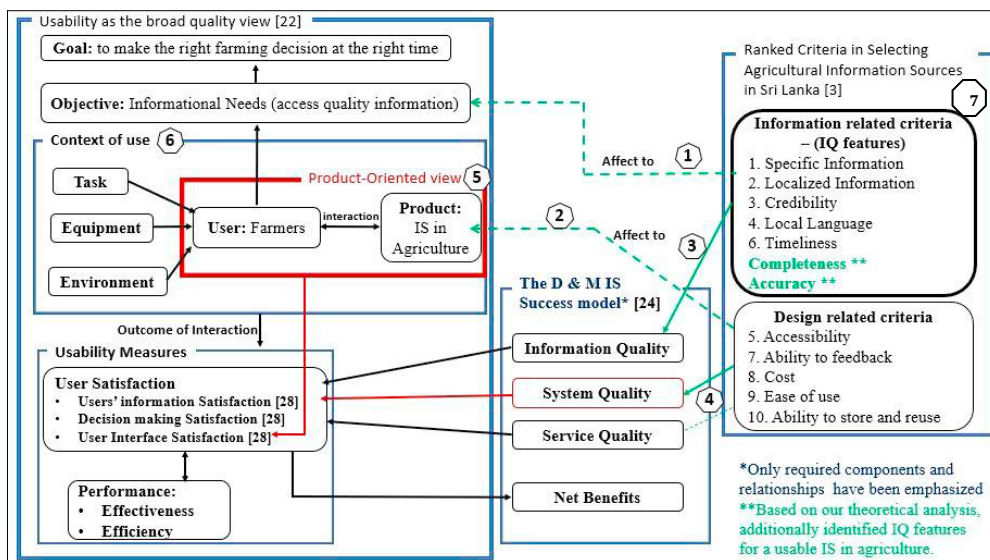 Usability as the broad quality view [22]
Goal: to make the right farming decision at the right time
Objective: Informational Needs (access quality information)
Context of use
6
Task
Equipment
Environment
Product-Oriented view
5
User: Farmers
interaction
Product:
IS in
Agriculture
Outcome of Interaction
Usability Measures
User Satisfaction
• Users' information Satisfaction [28]
• Decision making Satisfaction [28]
• User Interface Satisfaction [28]
Performance:
• Effectiveness
• Efficiency
Affect to
1
2
Affect to
3
The D & M IS
Success model* [24]
Information Quality
System Quality
4
Service Quality
Net Benefits
Ranked Criteria in Selecting
Agricultural Information Sources
in Sri Lanka [3]
7
Information related criteria
– (IQ features)
1. Specific Information
2. Localized Information
3. Credibility
4. Local Language
6. Timeliness
Completeness **
Accuracy **
Design related criteria
5. Accessibility
7. Ability to feedback
8. Cost
9. Ease of use
10. Ability to store and reuse
*Only required components and
relationships have been emphasized
**Based on our theoretical analysis,
additionally identified IQ features
for a usable IS in agriculture.